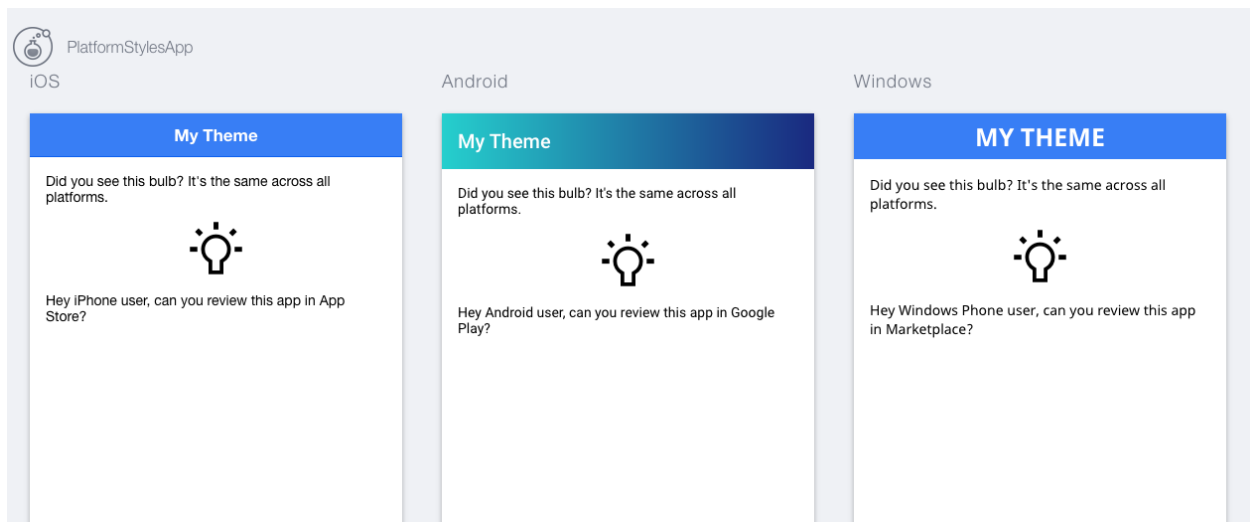 PlatformStylesApp
iOS
My Theme
Did you see this bulb? It's the same across all
platforms.
Hey iPhone user, can you review this app in App
Store?
Android
My Theme
Did you see this bulb? It's the same across all
platforms.
Hey Android user, can you review this app in Google
Play?
Windows
MY THEME
Did you see this bulb? It's the same across all
platforms.
Hey Windows Phone user, can you review this app
in Marketplace?